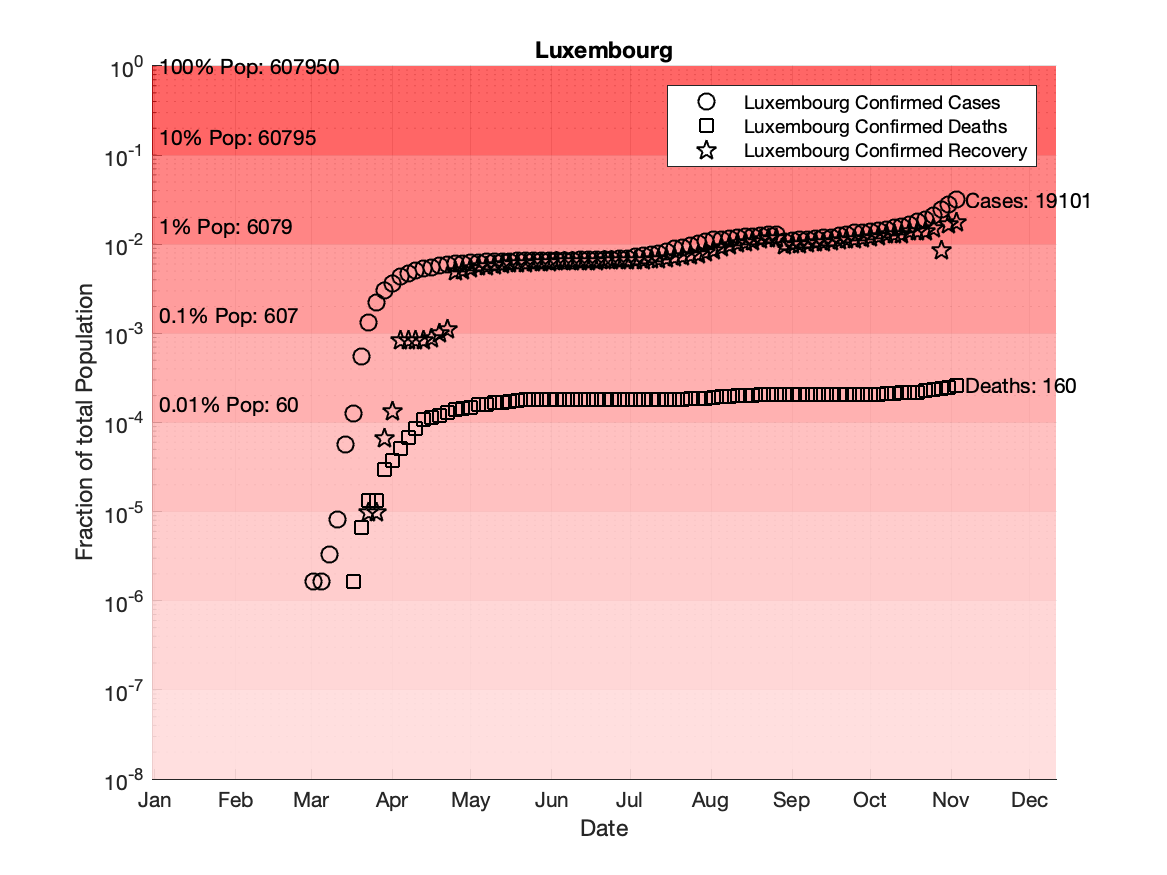 Luxembourg
10^0
100% Pop: 607950
Luxembourg Confirmed Cases
Luxembourg Confirmed Deaths
Luxembourg Confirmed Recovery
10% Pop: 60795
10^-1
Cases: 19101
1% Pop: 6079
10^-2
0.1% Pop: 607
10^-3
Deaths: 160
0.01% Pop: 60
10^-4
10^-5
10^-6
10^-7
10^-8
Fraction of total Population
Jan Feb Mar Apr May Jun Jul Aug Sep Oct Nov Dec
Date